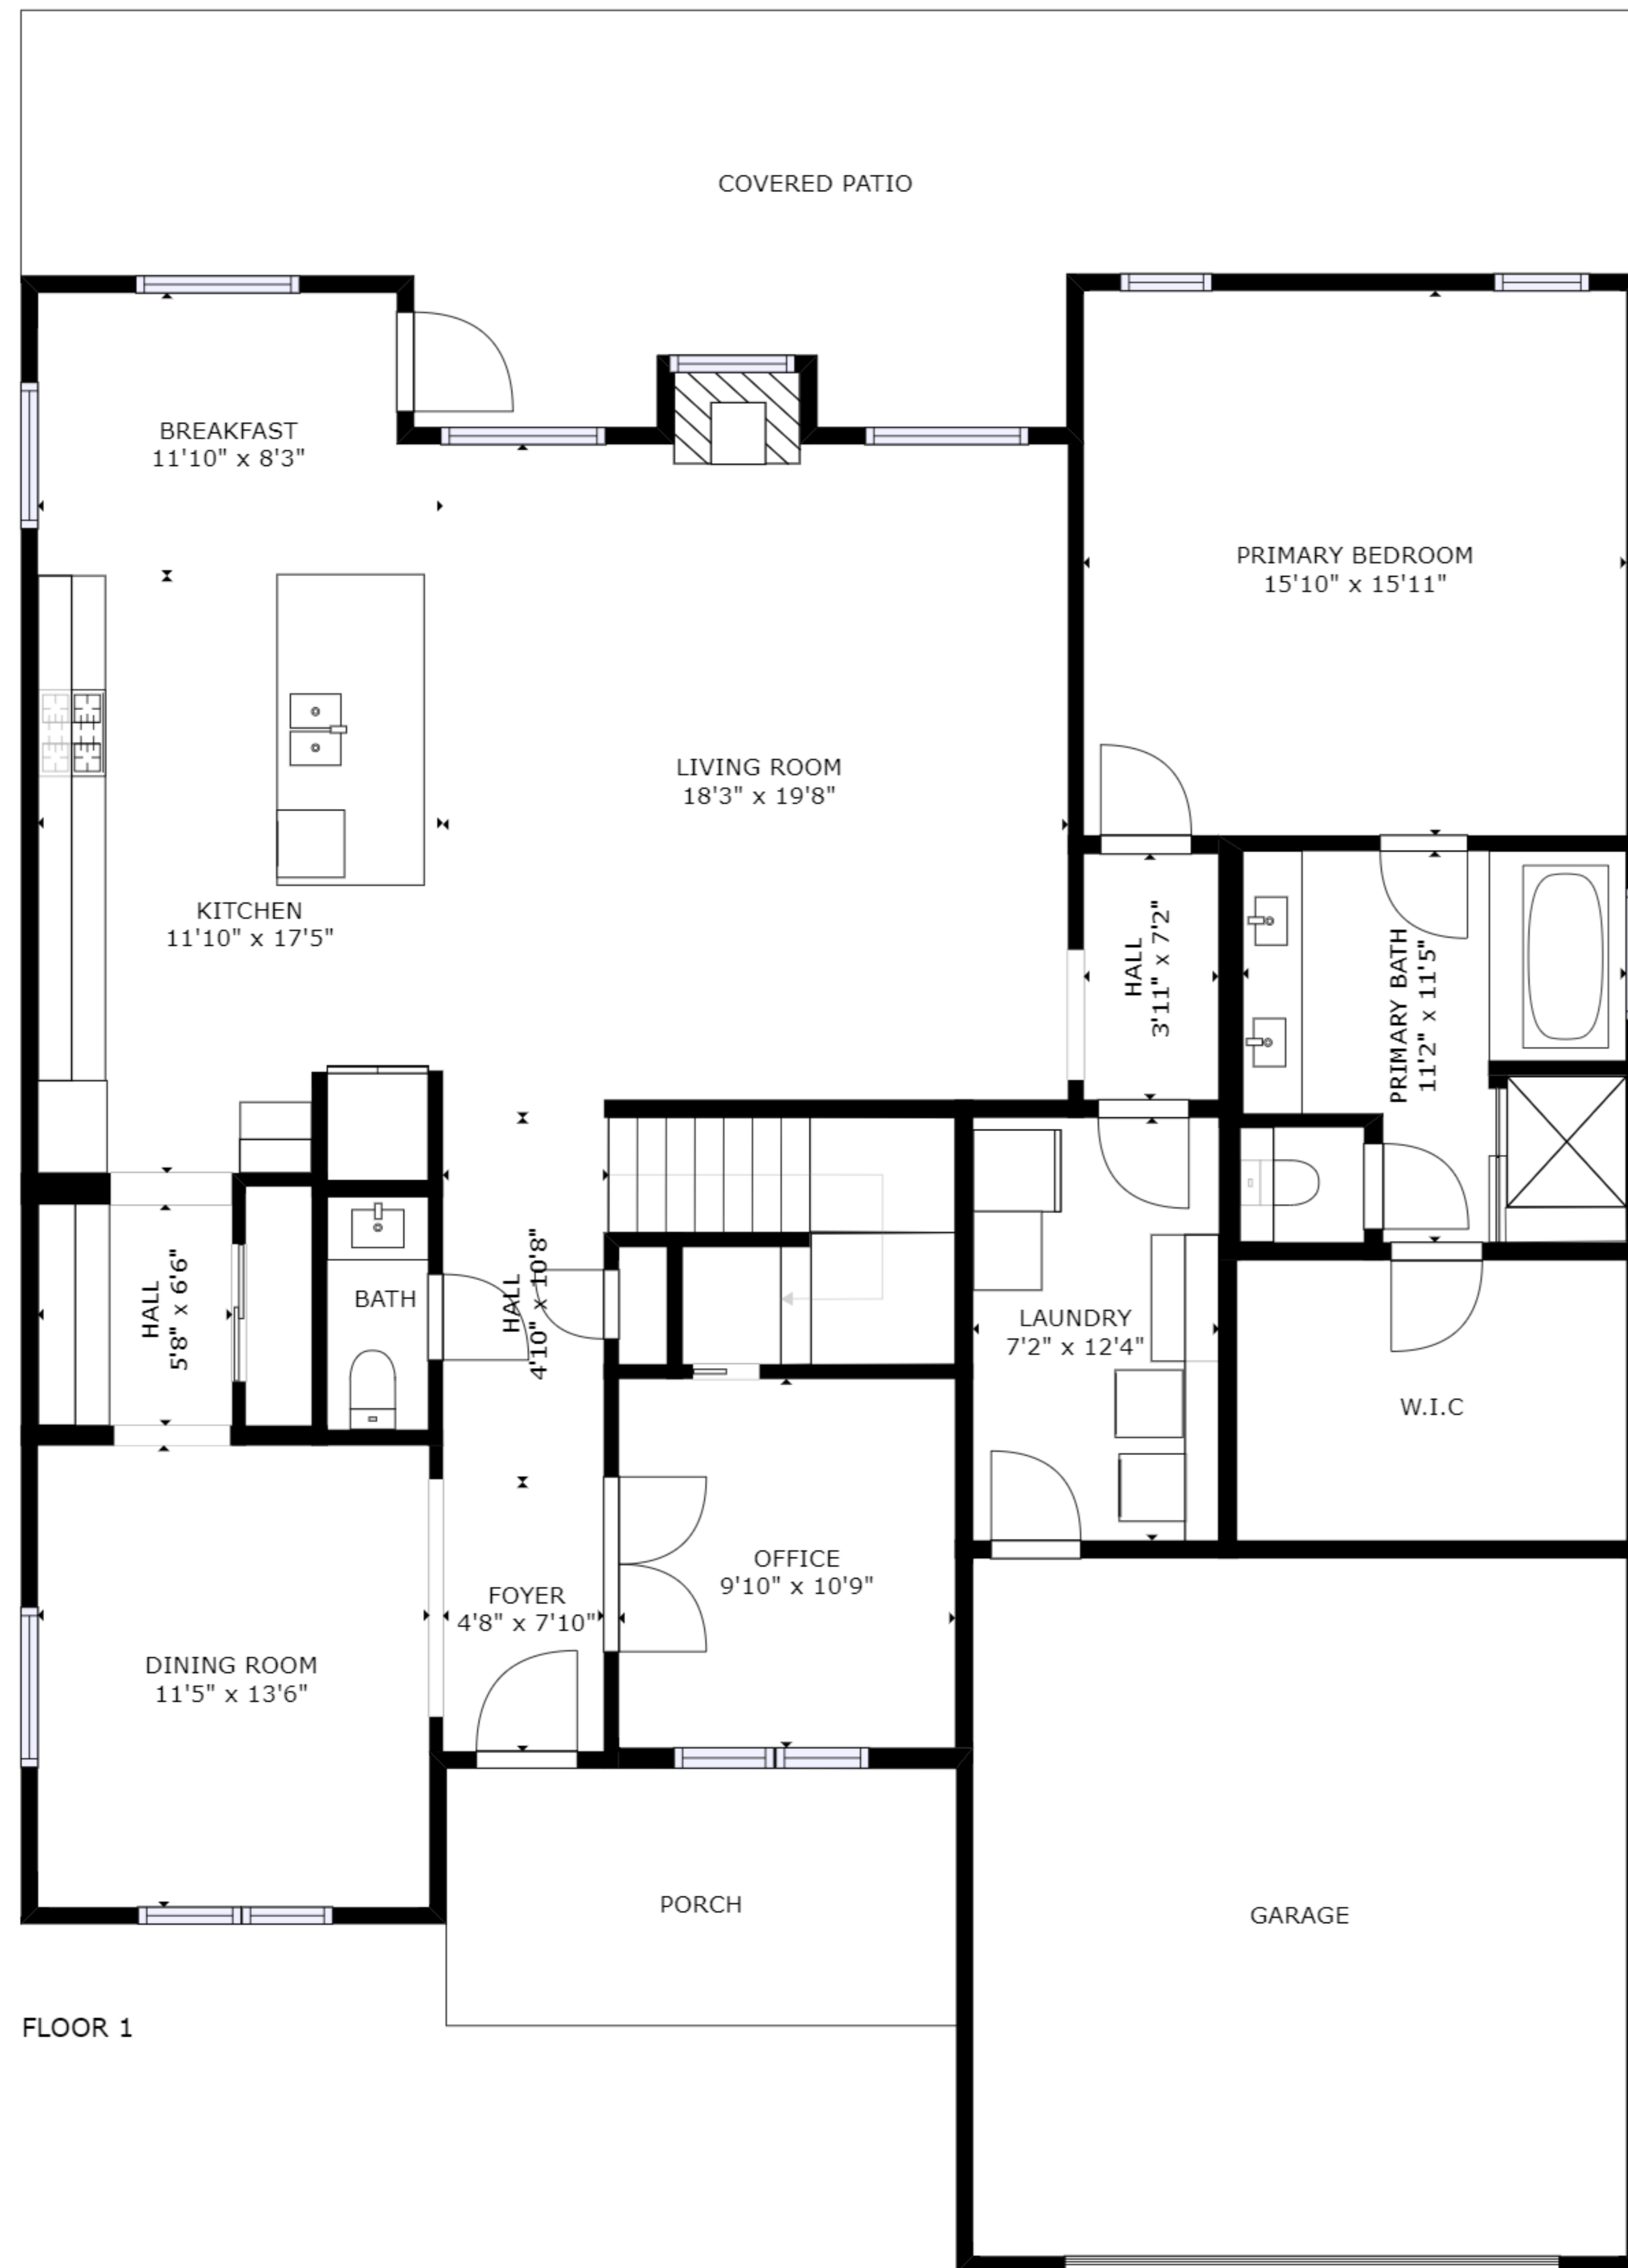 COVERED PATIO
BREAKFAST
11'10" x 8'3"
PRIMARY BEDROOM
15'10" x 15'11"
LIVING ROOM
18'3" x 19'8"
KITCHEN
11'10" x 17'5"
HALL
3'11" x 7'2"
PRIMARY BATH
11'2" x 11'5"
HALL
5'8" x 6'6"
BATH
HALL
4'10" x 10'8"
LAUNDRY
7'2" x 12'4"
W.I.C
OFFICE
9'10" x 10'9"
FOYER
4'8" x 7'10"
DINING ROOM
11'5" x 13'6"
PORCH
GARAGE
FLOOR 1